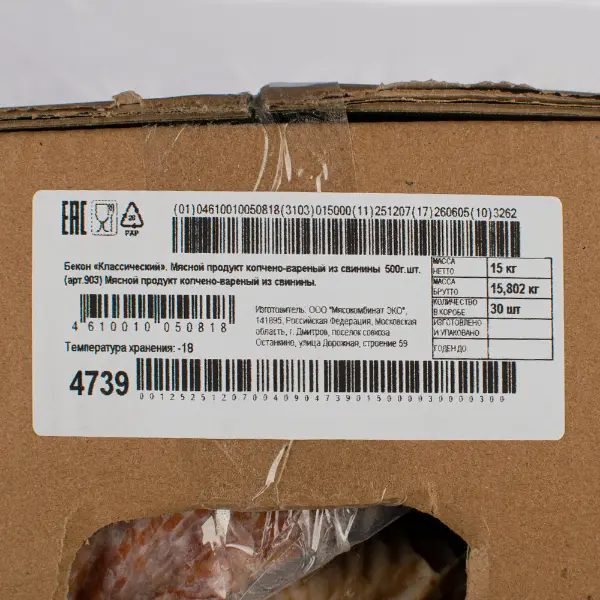 EAC
20
PAP
(01)04610010050818(3103)015000(11)251207(17)260605(10)3262
Бекон «Классический». Мясной продукт копчено-вареный из свинины 500г.шт.
(арт.903) Мясной продукт копчено-вареный из свинины.
МАССА НЕТТО 15 кг
МАССА БРУТТО 15,802 кг
КОЛИЧЕСТВО В КОРОБЕ 30 шт
ИЗГОТОВЛЕНО И УПАКОВАНО
ГОДЕН ДО
4 610010 050818
Изготовитель: ООО "Мясокомбинат ЭКО",
141895, Российская Федерация, Московская
область, г. Дмитров, поселок совхоза
Останкино, улица Дорожная, строение 59
Температура хранения: -18
4739